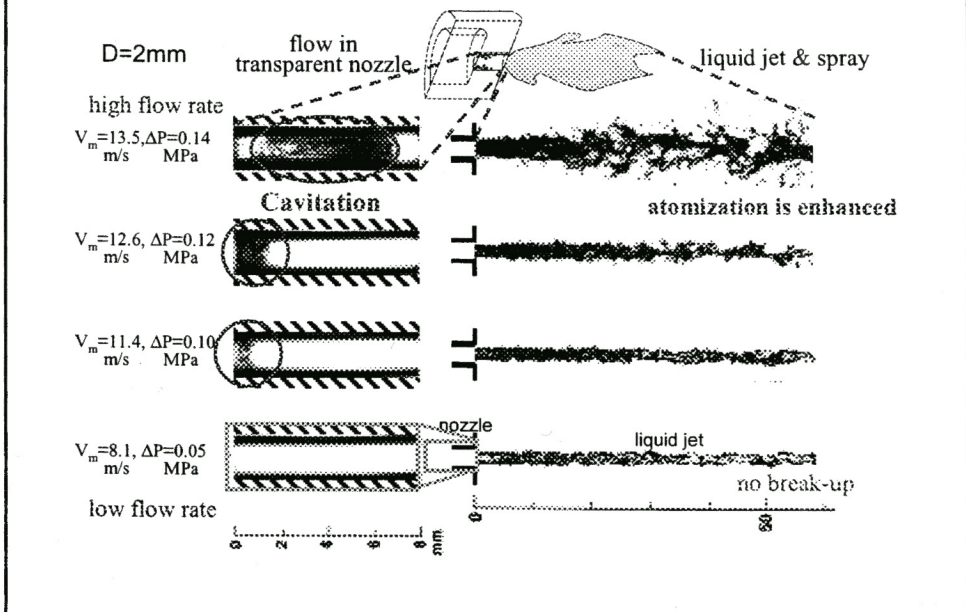 D=2mm
flow in
transparent nozzle
liquid jet & spray
high flow rate
Vm=13.5,ΔP=0.14
m/s MPa
Cavitation
atomization is enhanced
Vm=12.6, ΔP=0.12
m/s MPa
Vm=11.4, ΔP=0.10
m/s MPa
nozzle
Vm=8.1, ΔP=0.05
m/s MPa
liquid jet
no break-up
low flow rate
0 2 4 6 8 mm
0